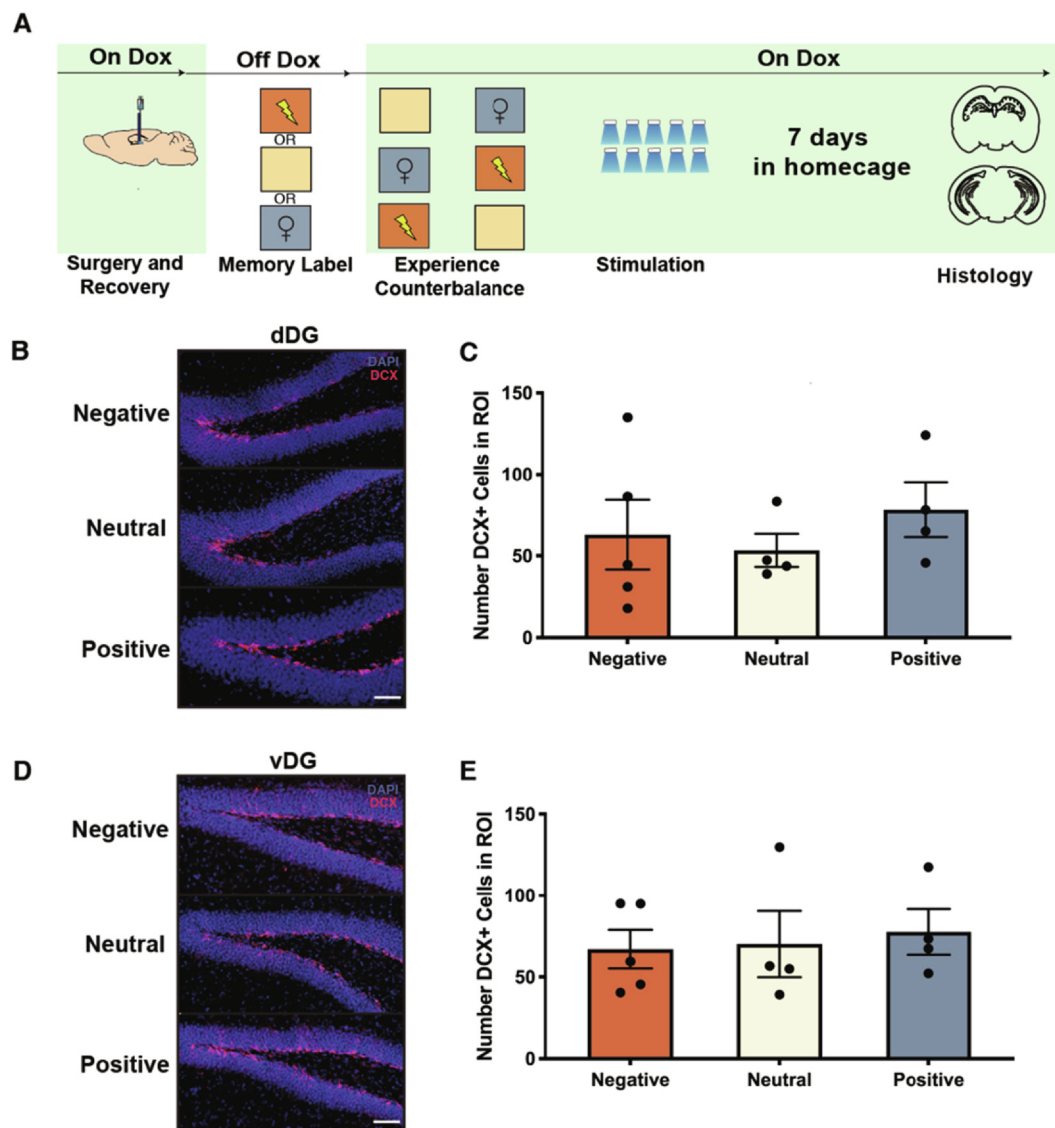 A
On Dox
Off Dox
On Dox
OR
OR
7 days
in homecage
Surgery and
Recovery
Memory Label
Experience
Counterbalance
Stimulation
Histology
B
dDG
DAPI
DCX
Negative
Neutral
Positive
C
Number DCX+ Cells in ROI
150
100
50
0
Negative
Neutral
Positive
D
vDG
DAPI
DCX
Negative
Neutral
Positive
E
Number DCX+ Cells in ROI
150
100
50
0
Negative
Neutral
Positive